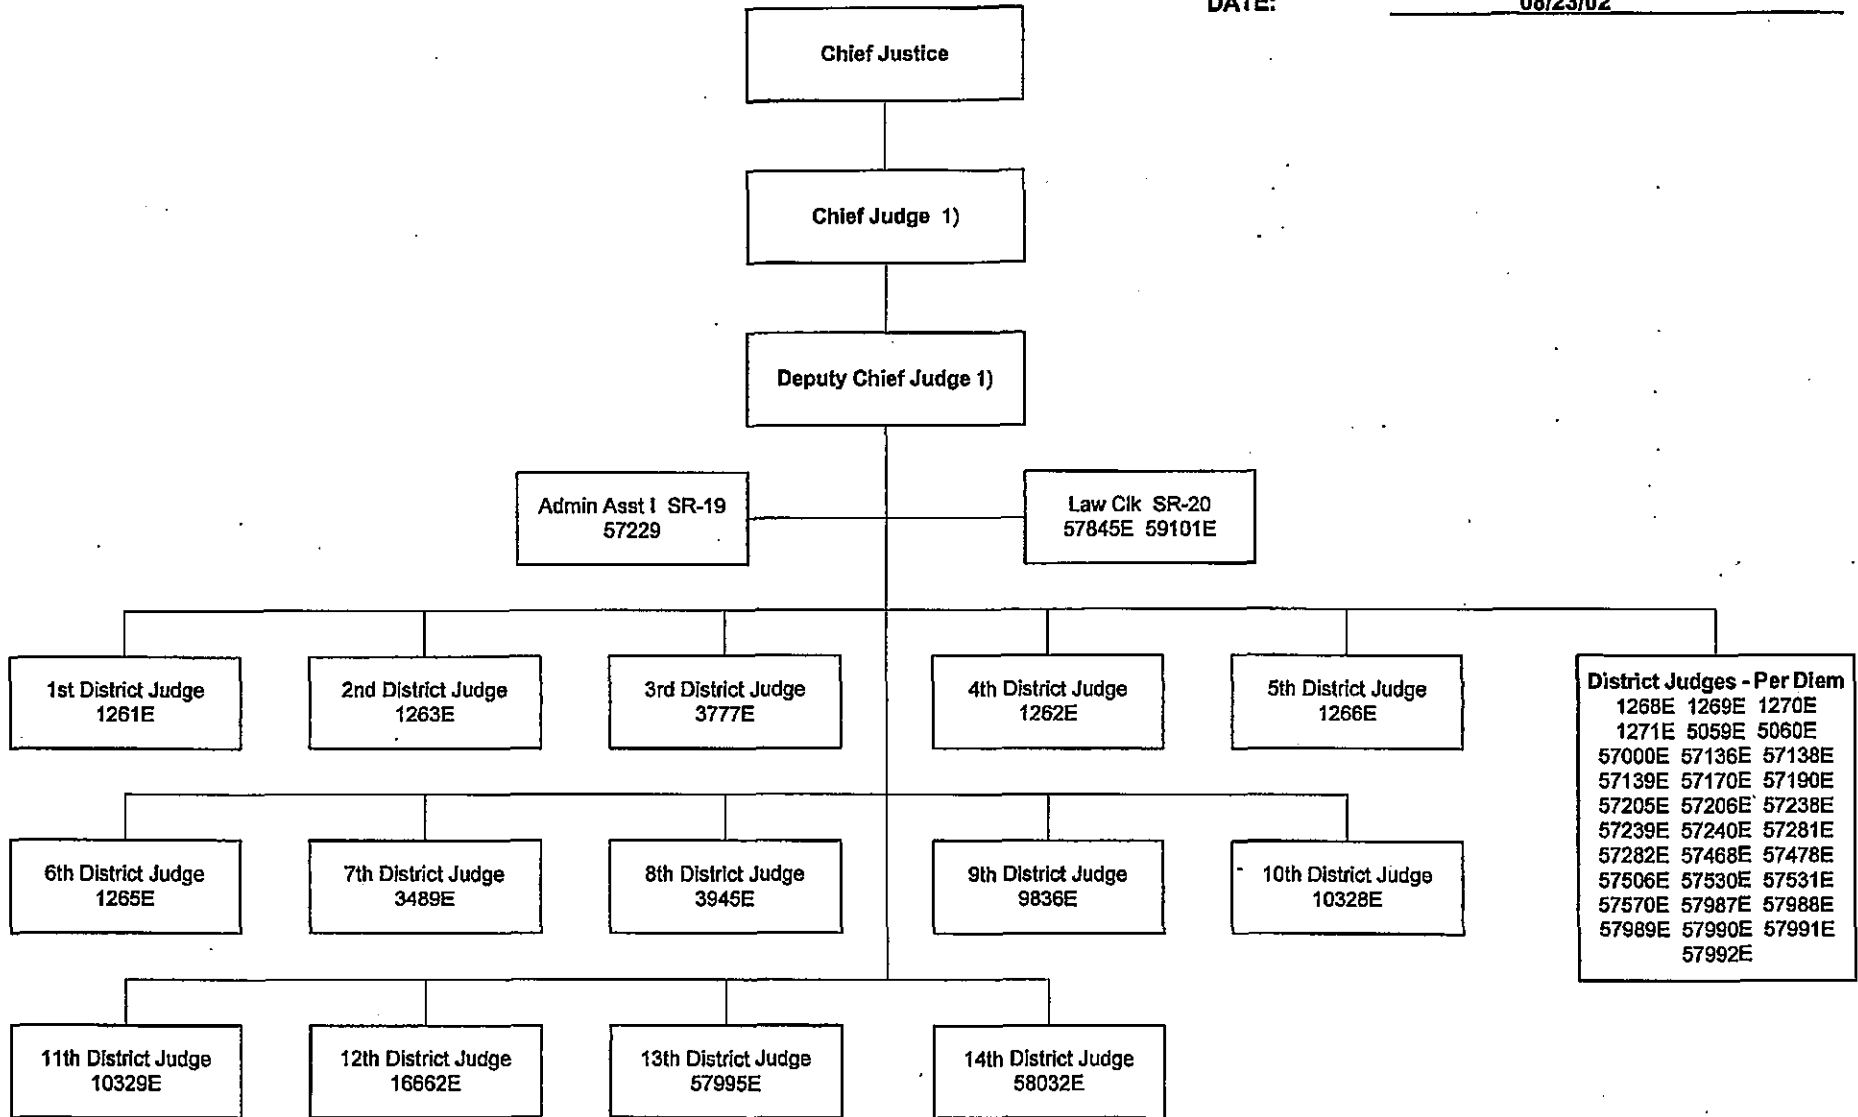 DATE: 08/23/02
Chief Justice
Chief Judge 1)
Deputy Chief Judge 1)
Admin Asst I SR-19
57229
Law Clk SR-20
57845E 59101E
1st District Judge
1261E
2nd District Judge
1263E
3rd District Judge
3777E
4th District Judge
1262E
5th District Judge
1266E
District Judges - Per Diem
1268E 1269E 1270E
1271E 5059E 5060E
57000E 57136E 57138E
57139E 57170E 57190E
57205E 57206E 57238E
57239E 57240E 57281E
57282E 57468E 57478E
57506E 57530E 57531E
57570E 57987E 57988E
57989E 57990E 57991E
57992E
6th District Judge
1265E
7th District Judge
3489E
8th District Judge
3945E
9th District Judge
9836E
10th District Judge
10328E
11th District Judge
10329E
12th District Judge
16662E
13th District Judge
57995E
14th District Judge
58032E